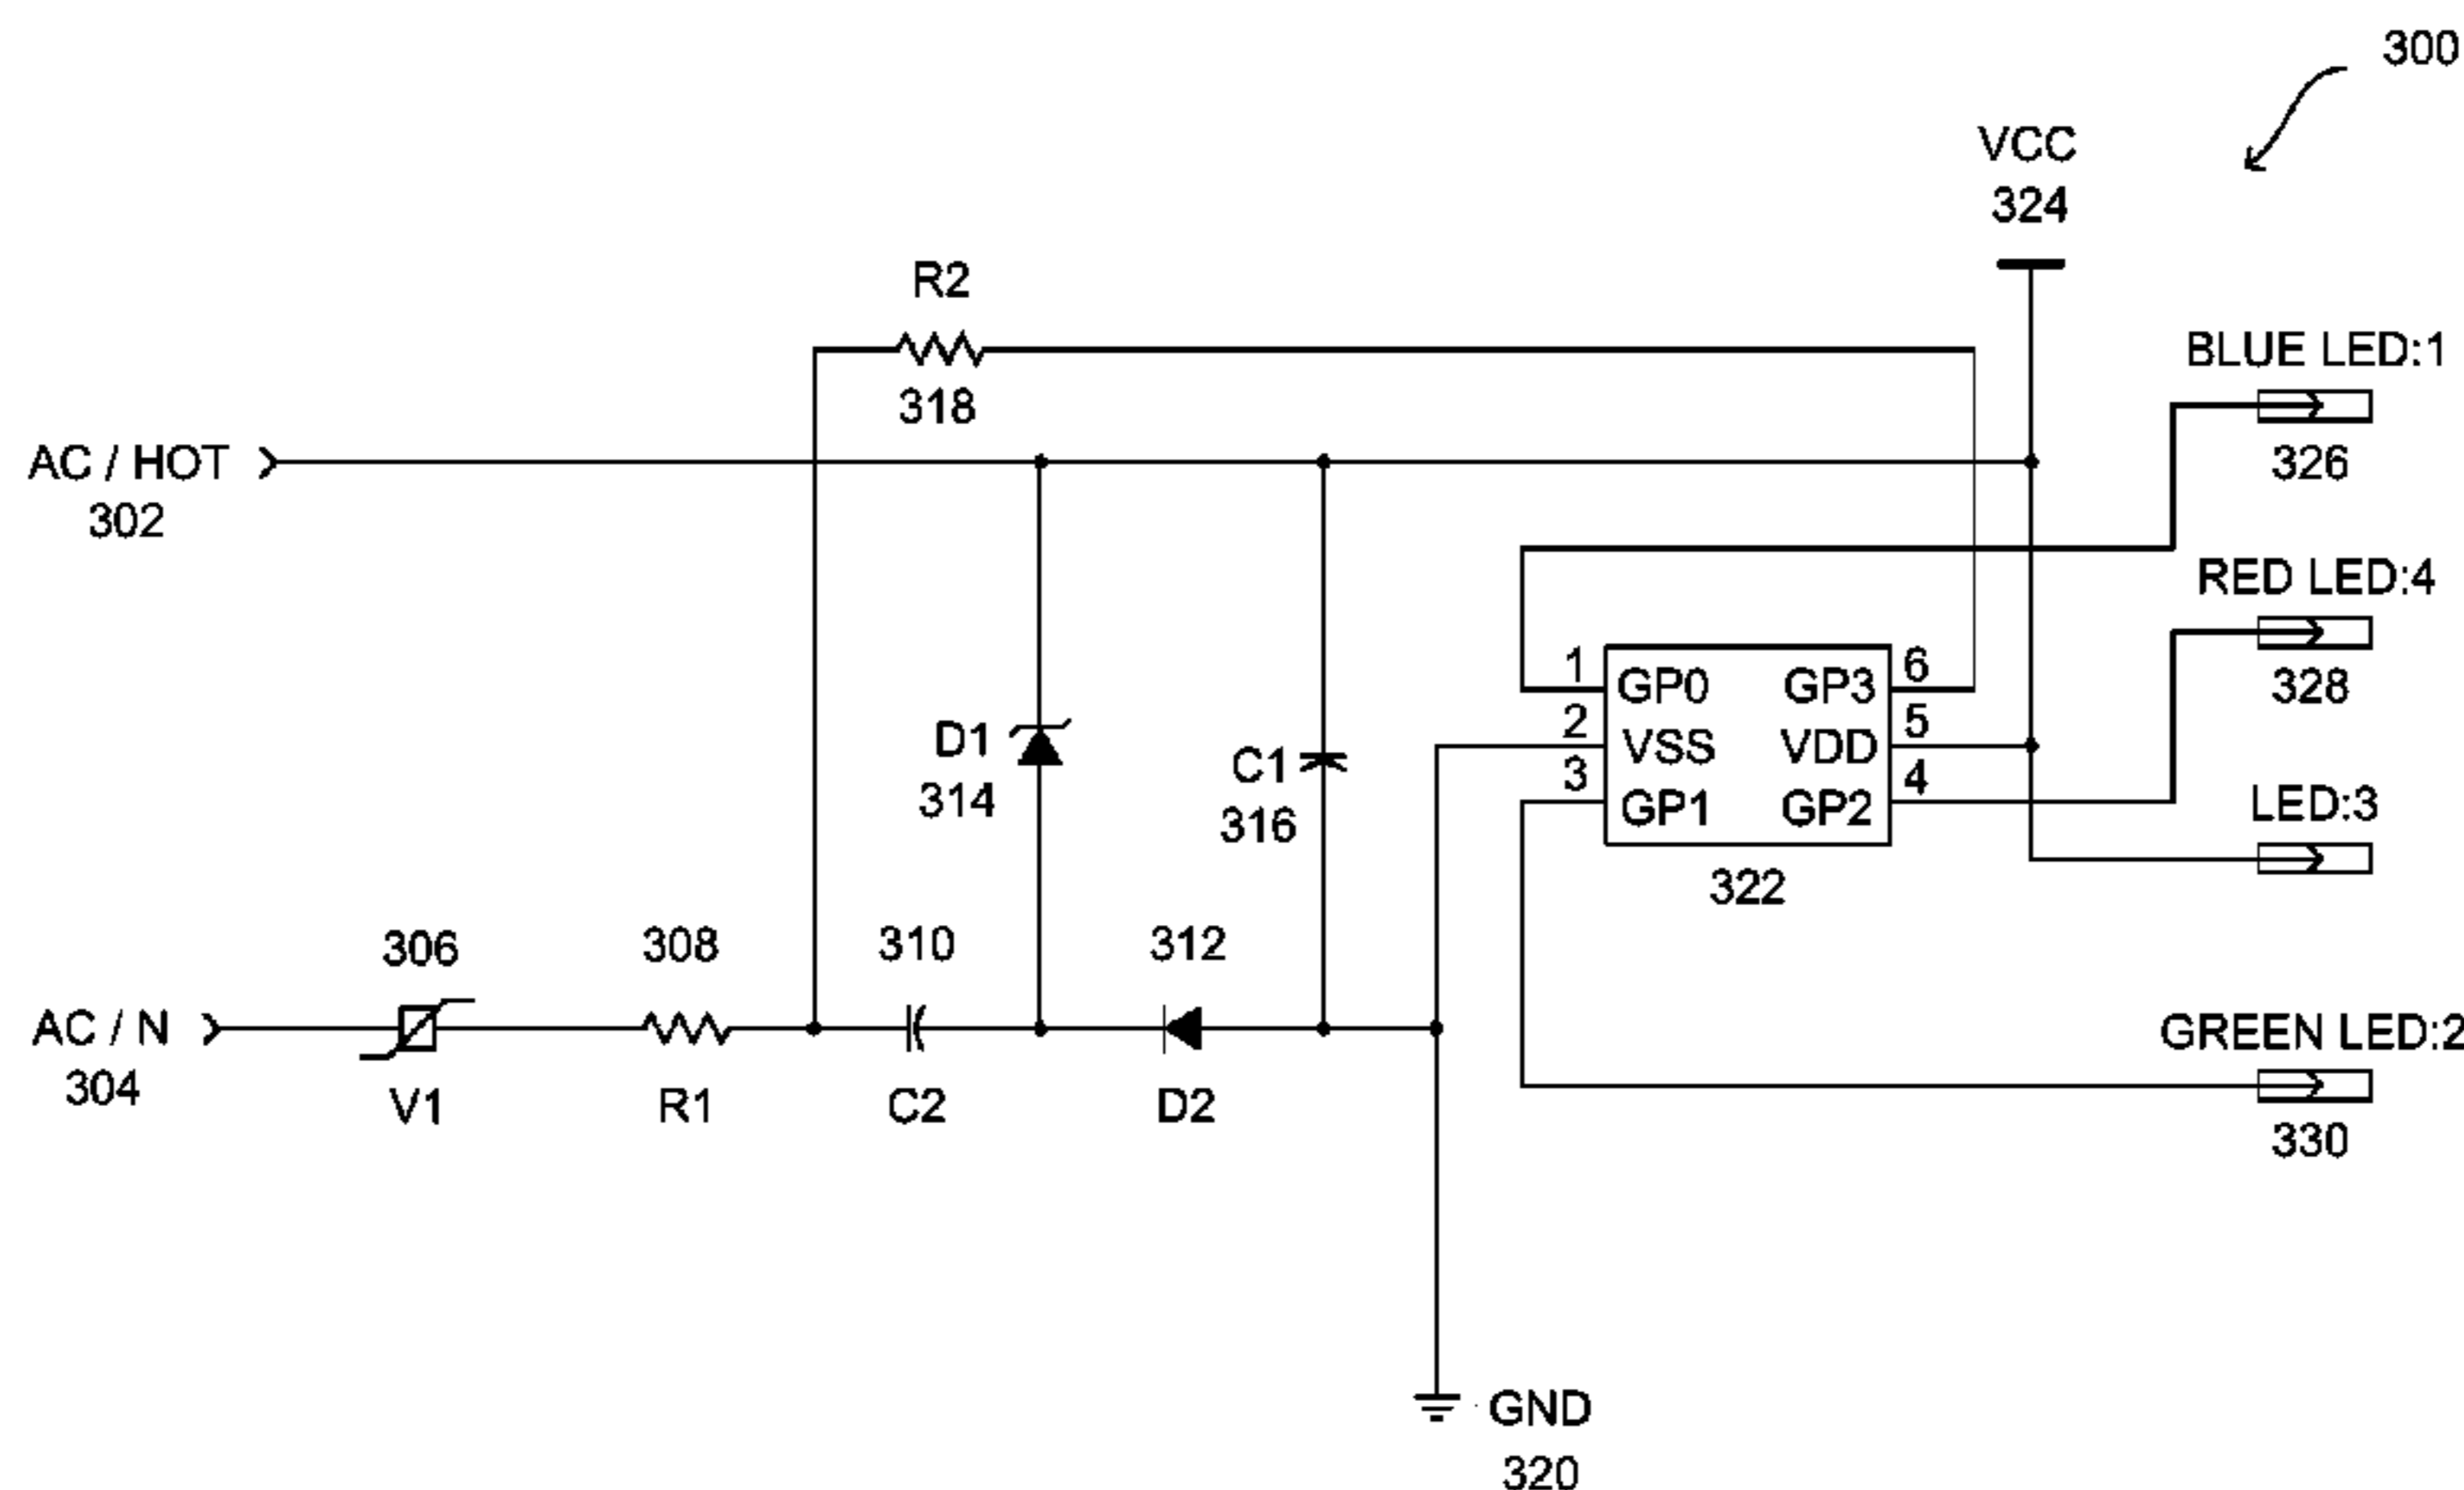 300
VCC
324
R2
318
BLUE LED:1
326
AC / HOT
302
RED LED:4
328
1
GP0
GP3
6
2
VSS
VDD
5
3
GP1
GP2
4
322
D1
314
C1
316
LED:3
306
308
310
312
AC / N
304
V1
R1
C2
D2
GREEN LED:2
330
GND
320